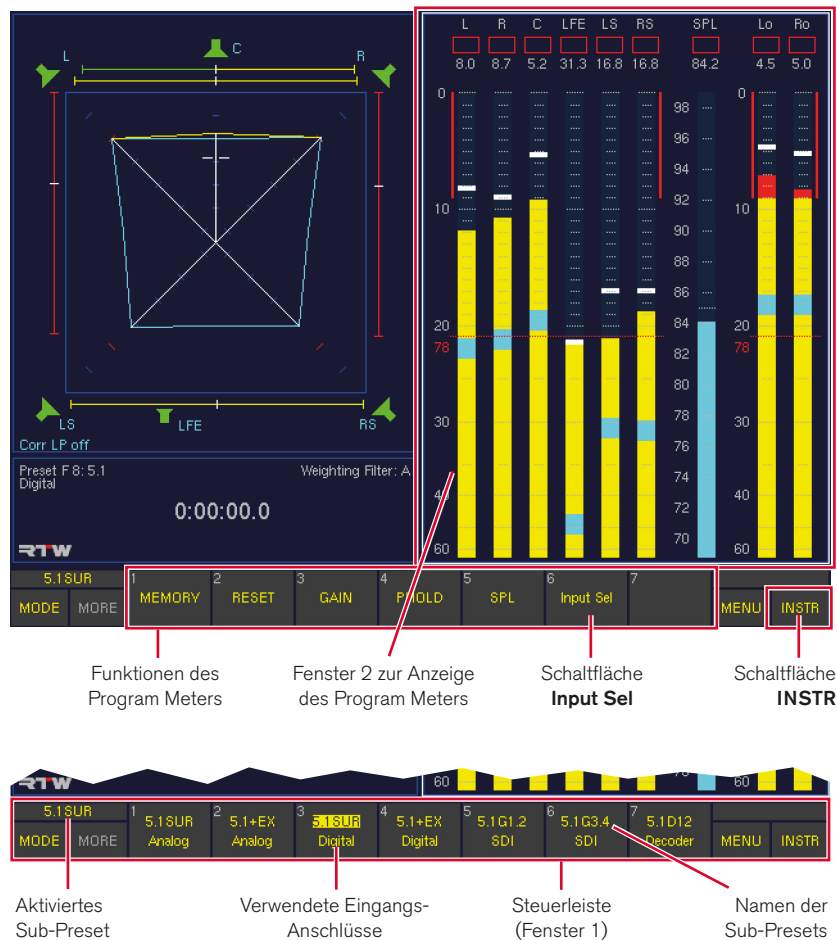 L R C LFE LS RS SPL Lo Ro
8.0 8.7 5.2 31.3 16.8 16.8 84.2 4.5 5.0
L C R
0 98 0
96
94
10 92 10
90
88
86
20 84 20
78 82 78
80
30 78 30
76
74
40 72 40
70
60 60
LS LFE RS
Corr LP off
Preset F 8: 5.1 Weighting Filter: A
Digital
0:00:00.0
RTW
5.1SUR 1 2 3 4 5 6 7
MODE MORE MEMORY RESET GAIN PHOLD SPL Input Sel MENU INSTR
Funktionen des
Program Meters
Fenster 2 zur Anzeige
des Program Meters
Schaltfläche
Input Sel
Schaltfläche
INSTR
RTW 60 60
5.1SUR 1 5.1SUR 2 5.1+EX 3 5.1SUR 4 5.1+EX 5 5.1G1.2 6 5.1G3.4 7 5.1D12
MODE MORE Analog Analog Digital Digital SDI SDI Decoder MENU INSTR
Aktiviertes
Sub-Preset
Verwendete Eingangs-
Anschlüsse
Steuerleiste
(Fenster 1)
Namen der
Sub-Presets